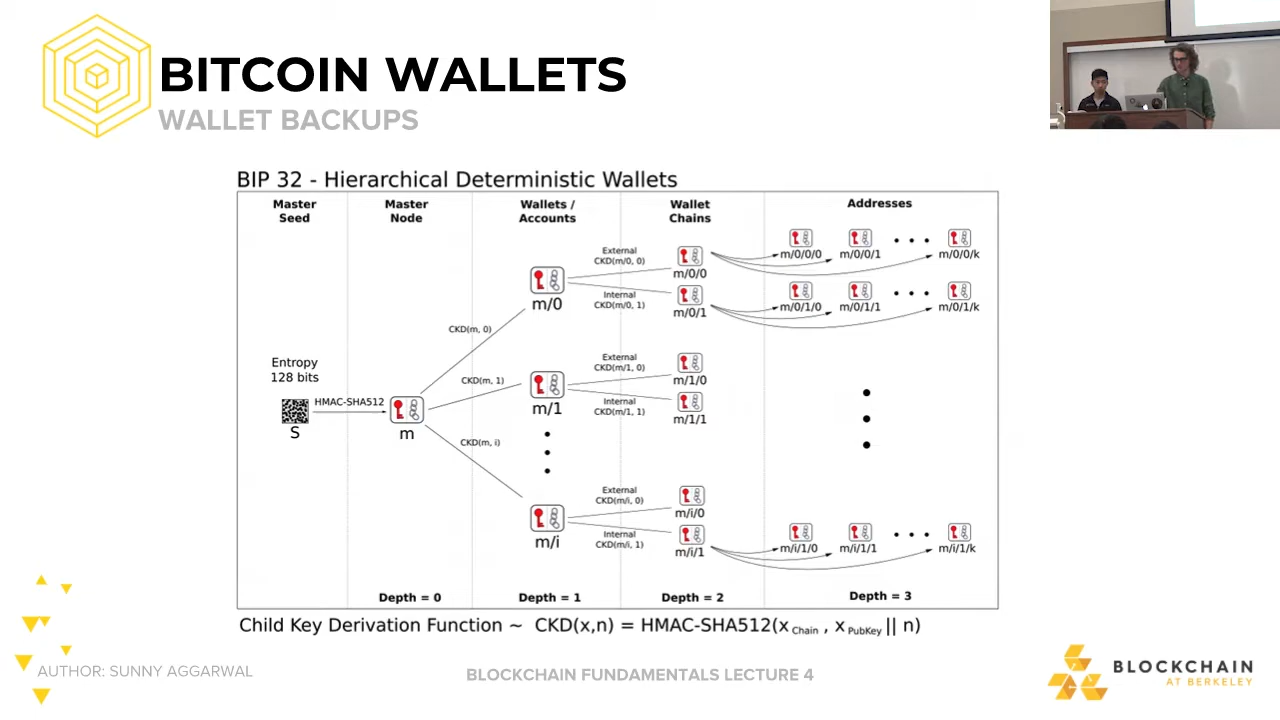 BITCOIN WALLETS
WALLET BACKUPS
BIP 32 - Hierarchical Deterministic Wallets
Master Seed
Master Node
Wallets / Accounts
Wallet Chains
Addresses
Entropy
128 bits
S
HMAC-SHA512
m
CKD(m, 0)
CKD(m, 1)
CKD(m, i)
m/0
External
CKD(m/0, 0)
Internal
CKD(m/0, 1)
m/0/0
m/0/1
m/0/0/0
m/0/0/1
m/0/0/k
m/0/1/0
m/0/1/1
m/0/1/k
m/1
External
CKD(m/1, 0)
Internal
CKD(m/1, 1)
m/1/0
m/1/1
m/i
External
CKD(m/i, 0)
Internal
CKD(m/i, 1)
m/i/0
m/i/1
m/i/1/0
m/i/1/1
m/i/1/k
Depth = 0
Depth = 1
Depth = 2
Depth = 3
Child Key Derivation Function ~ CKD(x,n) = HMAC-SHA512(x Chain , x PubKey || n)
AUTHOR: SUNNY AGGARWAL
BLOCKCHAIN FUNDAMENTALS LECTURE 4
BLOCKCHAIN
AT BERKELEY